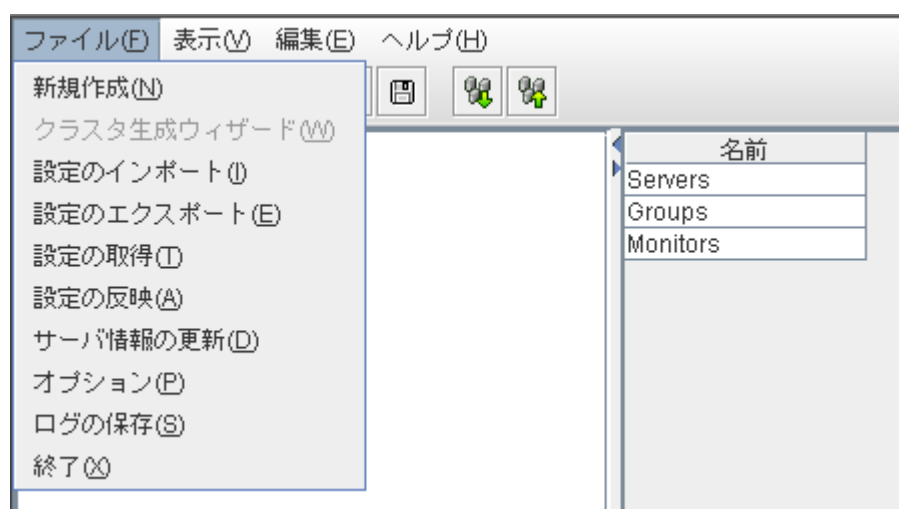 ファイル(F) 表示(V) 編集(E) ヘルプ(H)
新規作成(N)
クラスタ生成ウィザード(W)
設定のインポート(I)
設定のエクスポート(E)
設定の取得(T)
設定の反映(A)
サーバ情報の更新(D)
オプション(P)
ログの保存(S)
終了(X)
名前
Servers
Groups
Monitors